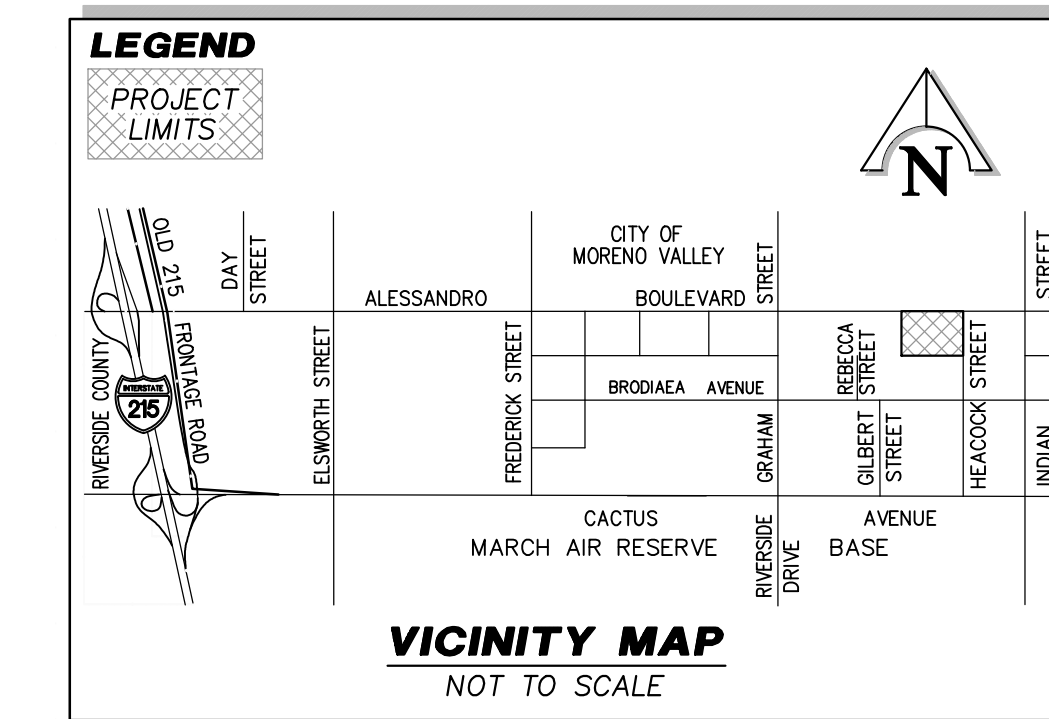 LEGEND
PROJECT
LIMITS
N
OLD 215
FRONTAGE ROAD
DAY
STREET
CITY OF
MORENO VALLEY
STREET
STREET
ALESSANDRO
BOULEVARD
RIVERSIDE COUNTY
INTERSTATE
215
ELSWORTH STREET
FREDERICK STREET
BRODIAEA AVENUE
GRAHAM
REBECCA
STREET
GILBERT
STREET
HEACOCK STREET
INDIAN
CACTUS
AVENUE
MARCH AIR RESERVE
BASE
RIVERSIDE
DRIVE
VICINITY MAP
NOT TO SCALE